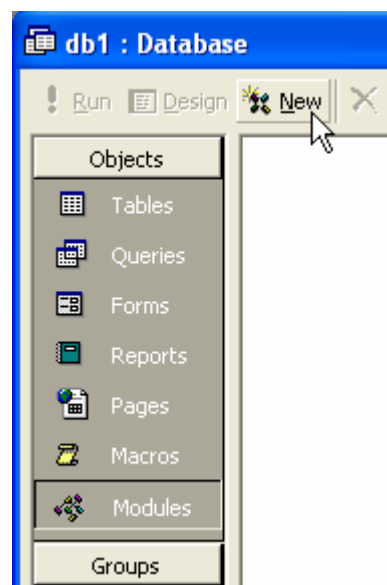 db1 : Database
Run Design New
Objects
Tables
Queries
Forms
Reports
Pages
Macros
Modules
Groups